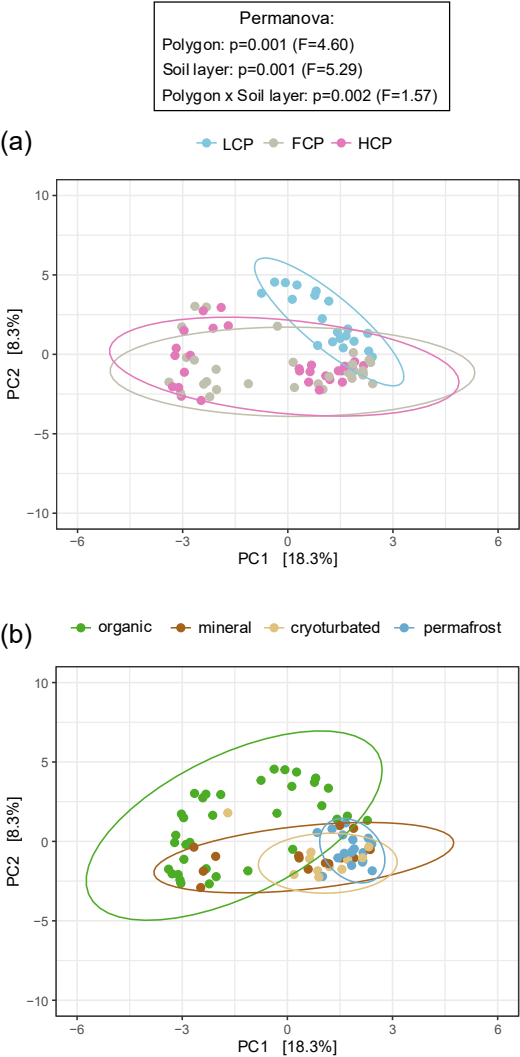 Permanova:
Polygon: p=0.001 (F=4.60)
Soil layer: p=0.001 (F=5.29)
Polygon x Soil layer: p=0.002 (F=1.57)
(a)
LCP FCP HCP
10
5
0
−5
−10
PC2 [8.3%]
−6 −3 0 3 6
PC1 [18.3%]
(b)
organic mineral cryoturbated permafrost
10
5
0
−5
−10
PC2 [8.3%]
−6 −3 0 3 6
PC1 [18.3%]